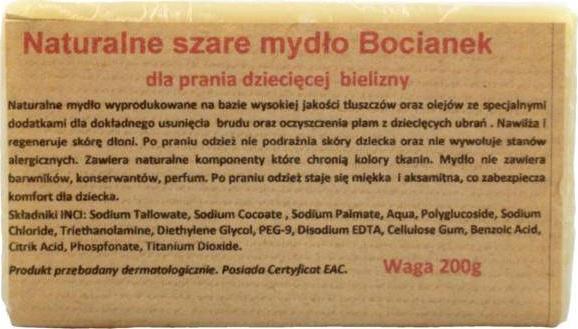 Naturalne szare mydło Bocianek
dla prania dziecięcej bielizny
Naturalne mydło wyprodukowane na bazie wysokiej jakości tłuszczów oraz olejów ze specjalnymi
dodatkami dla dokładnego usunięcia brudu oraz oczyszczenia plam z dziecięcych ubrań . Nawilża i
regeneruje skórę dłoni. Po praniu odzież nie podrażnia skóry dziecka oraz nie wywołuje stanów
alergicznych. Zawiera naturalne komponenty które chronią kolory tkanin. Mydło nie zawiera
barwników, konserwantów, perfum. Po praniu odzież staje się miękka i aksamitna, co zabezpiecza
komfort dla dziecka.
Składniki INCI: Sodium Tallowate, Sodium Cocoate , Sodium Palmate, Aqua, Polyglucoside, Sodium
Chloride, Triethanolamine, Diethylene Glycol, PEG-9, Disodium EDTA, Cellulose Gum, Benzoic Acid,
Citrik Acid, Phospfonate, Titanium Dioxide.
Produkt przebadany dermatologicznie. Posiada Certyficat EAC.
Waga 200g